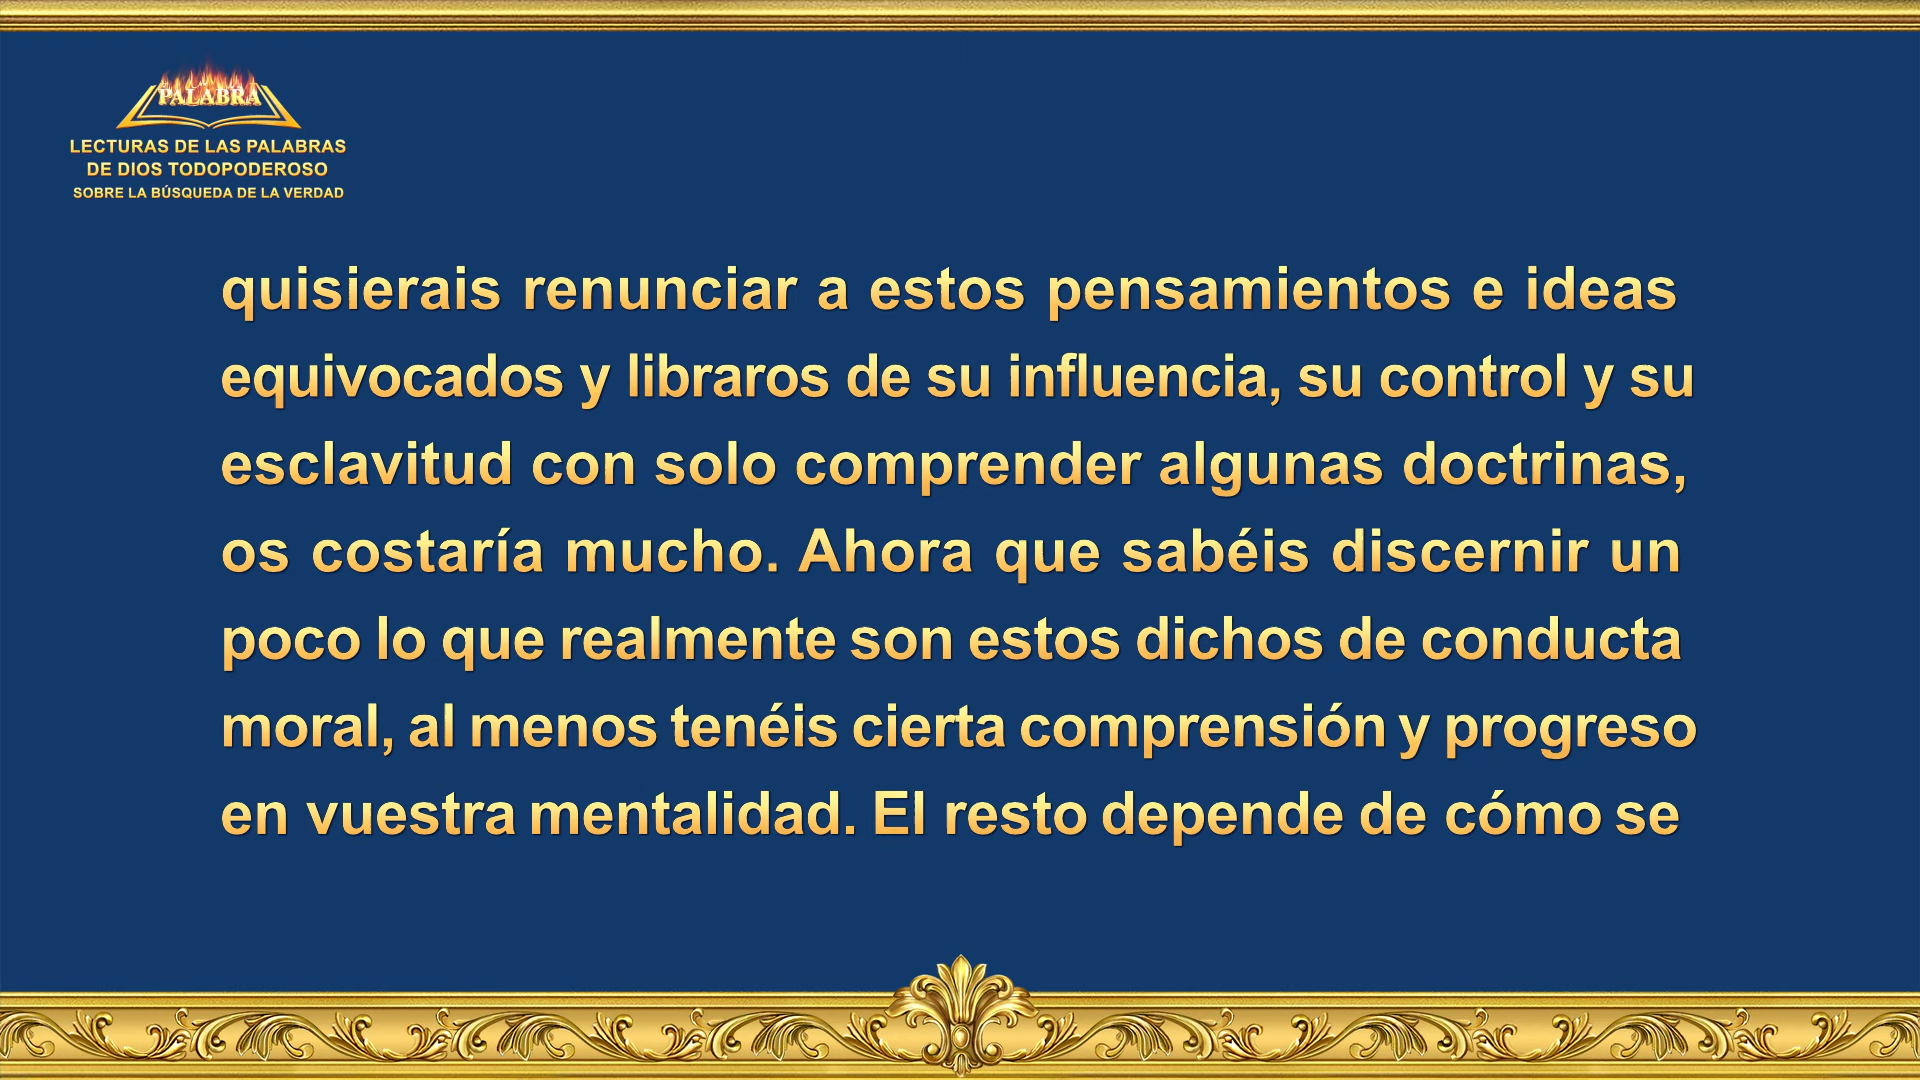 PALABRA
LECTURAS DE LAS PALABRAS
DE DIOS TODOPODEROSO
SOBRE LA BÚSQUEDA DE LA VERDAD
quisierais renunciar a estos pensamientos e ideas
equivocados y libraros de su influencia, su control y su
esclavitud con solo comprender algunas doctrinas,
os costaría mucho. Ahora que sabéis discernir un
poco lo que realmente son estos dichos de conducta
moral, al menos tenéis cierta comprensión y progreso
en vuestra mentalidad. El resto depende de cómo se